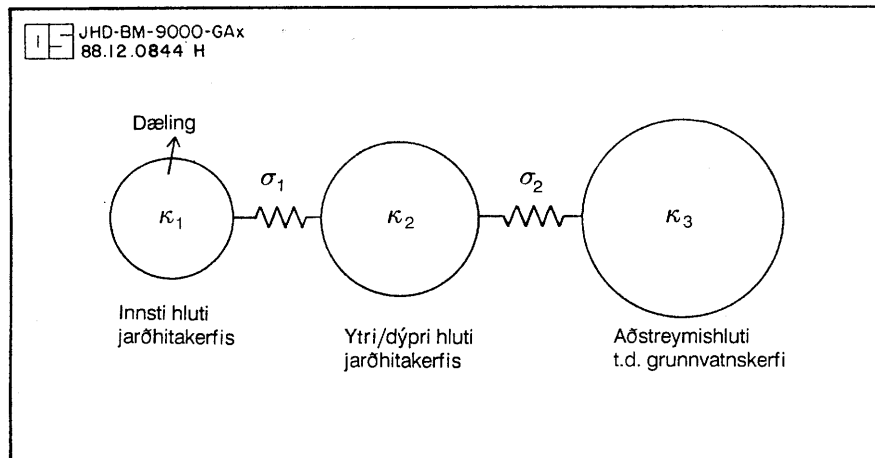 JHD-BM-9000-GAx
88.12.0844 H
Dæling
σ₁
σ₂
κ₁
κ₂
κ₃
Innsti hluti
jarðhitakerfis
Ytri/dýpri hluti
jarðhitakerfis
Aðstreymishluti
t.d. grunnvatnskerfi